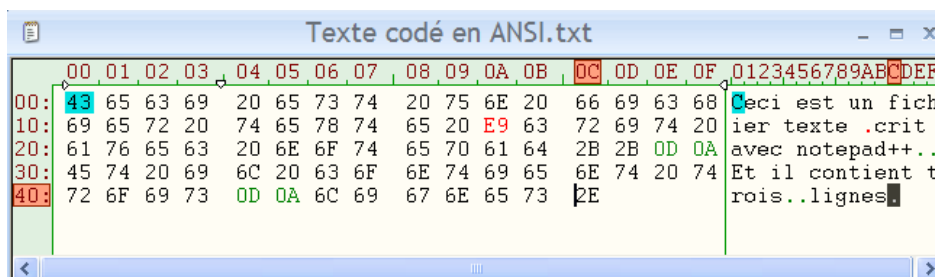 Texte codé en ANSI.txt
00 01 02 03 04 05 06 07 08 09 0A 0B 0C 0D 0E 0F 0123456789ABCDEF
00: 43 65 63 69 20 65 73 74 20 75 6E 20 66 69 63 68 Ceci est un fich
10: 69 65 72 20 74 65 78 74 65 20 E9 63 72 69 74 20 ier texte .crit
20: 61 76 65 63 20 6E 6F 74 65 70 61 64 2B 2B 0D 0A avec notepad++..
30: 45 74 20 69 6C 20 63 6F 6E 74 69 65 6E 74 20 74 Et il contient t
40: 72 6F 69 73 0D 0A 6C 69 67 6E 65 73 2E rois..lignes.